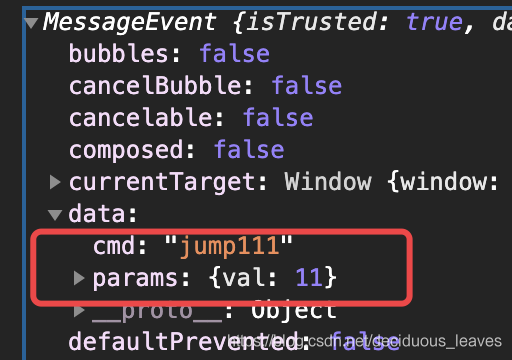 ▼MessageEvent {isTrusted: true, da
bubbles: false
cancelBubble: false
cancelable: false
composed: false
▶currentTarget: Window {window:
▼data:
cmd: "jump111"
▶params: {val: 11}
▶__proto__: Object
defaultPrevented: false
https://blog.csdn.net/deciduous_leaves